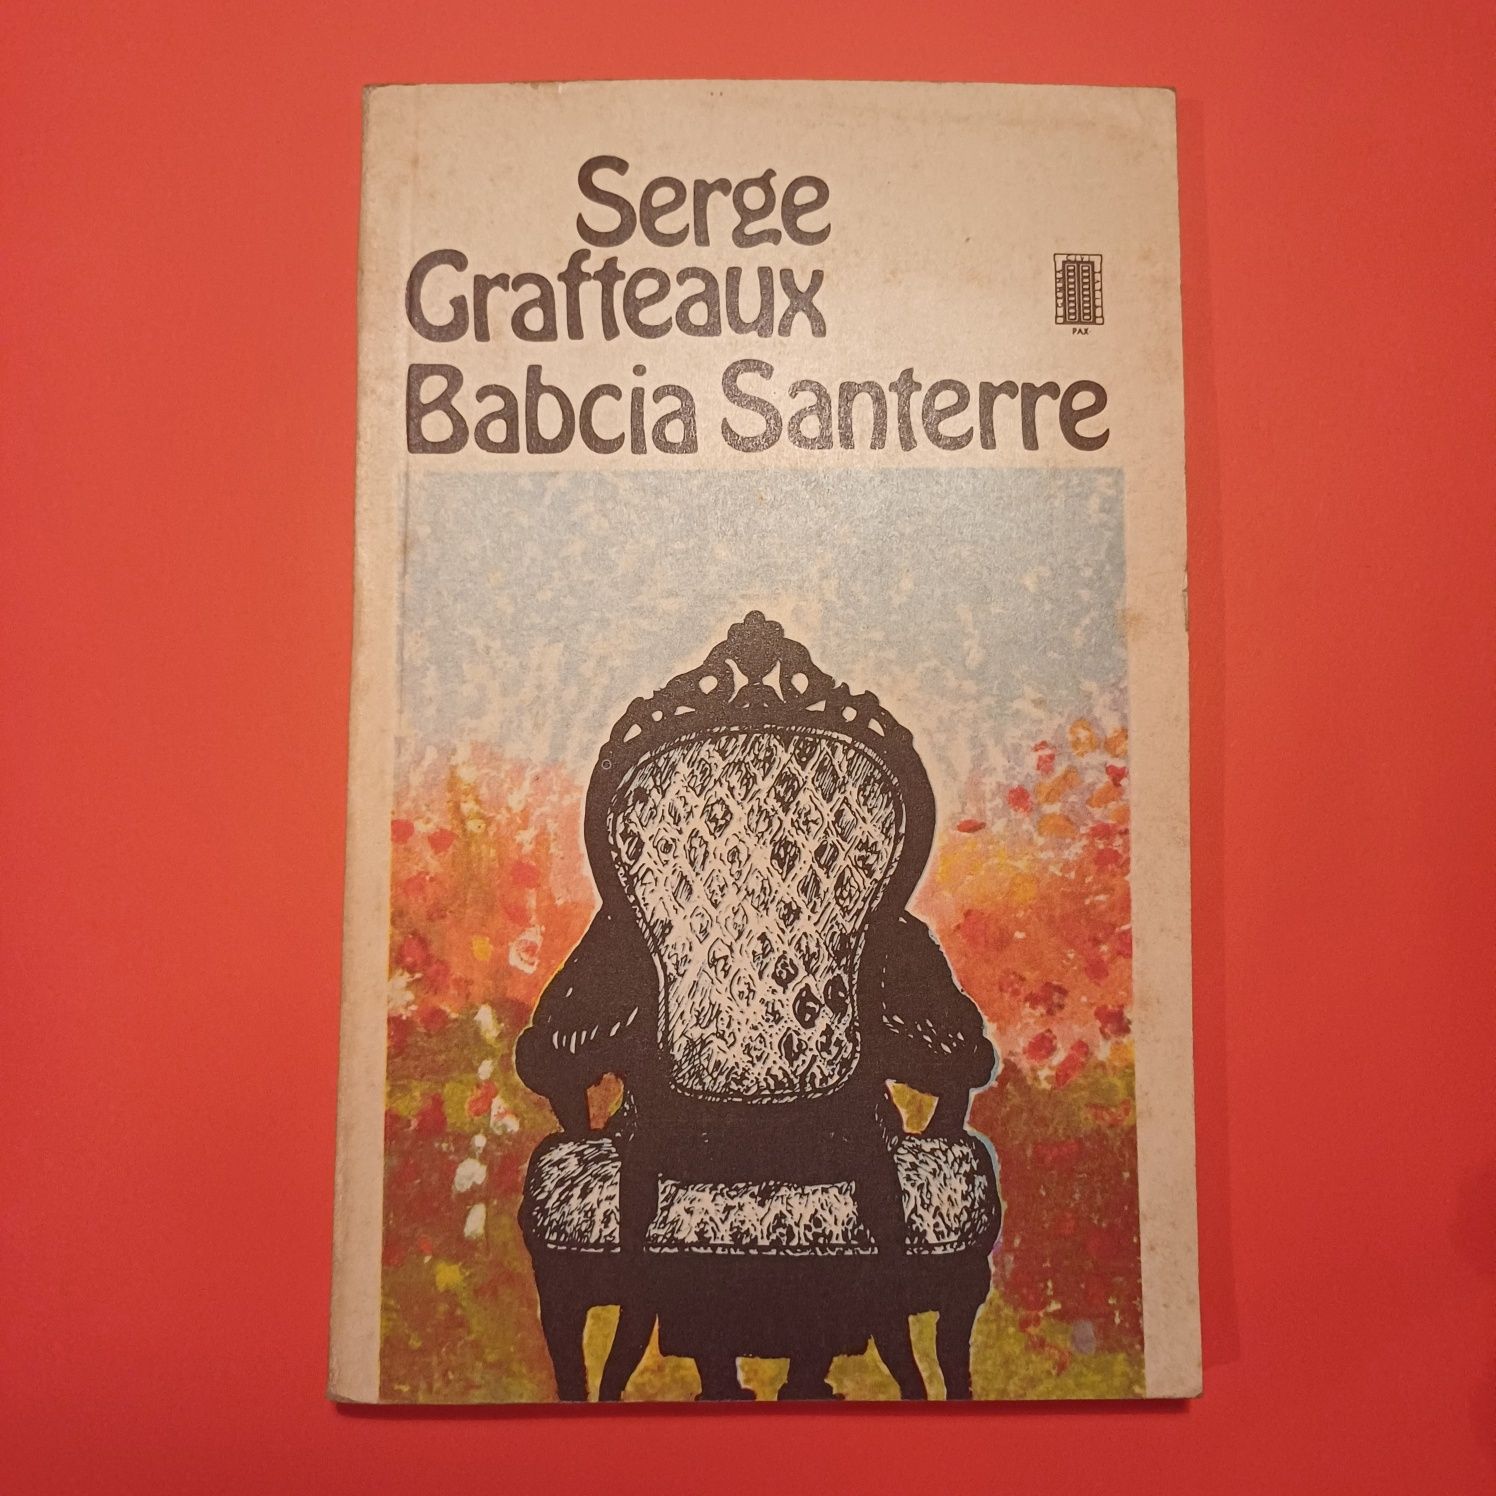 Serge
Grafteaux
PAX
Babcia Santerre